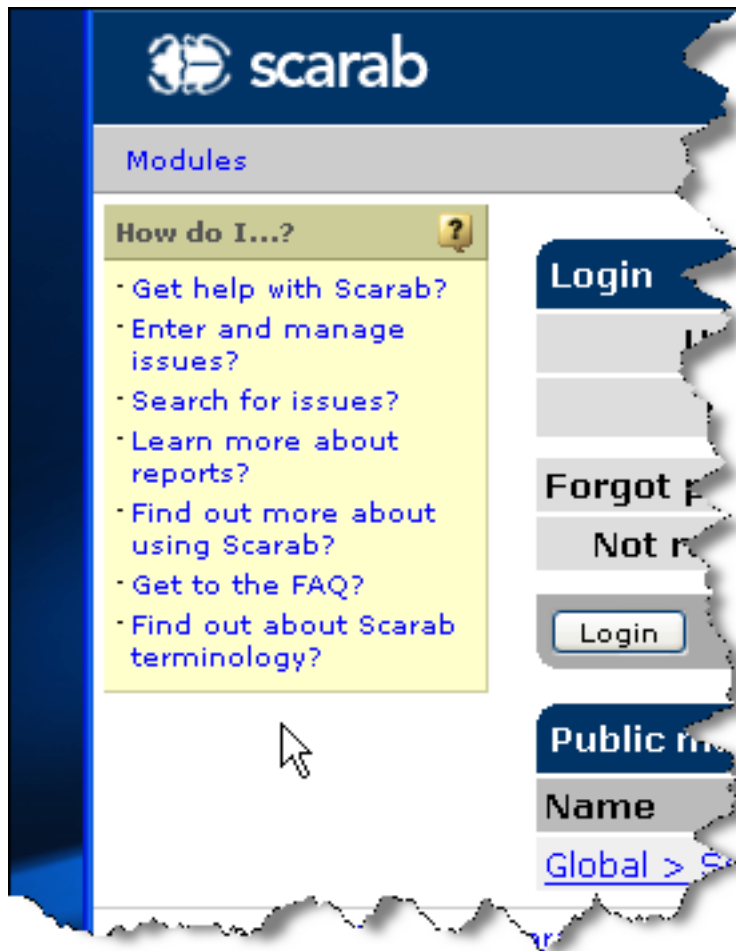 scarab
Modules
How do I...?
?
· Get help with Scarab?
· Enter and manage
issues?
· Search for issues?
· Learn more about
reports?
· Find out more about
using Scarab?
· Get to the FAQ?
· Find out about Scarab
terminology?
Login
Forgot
Not
Login
Public
Name
Global >